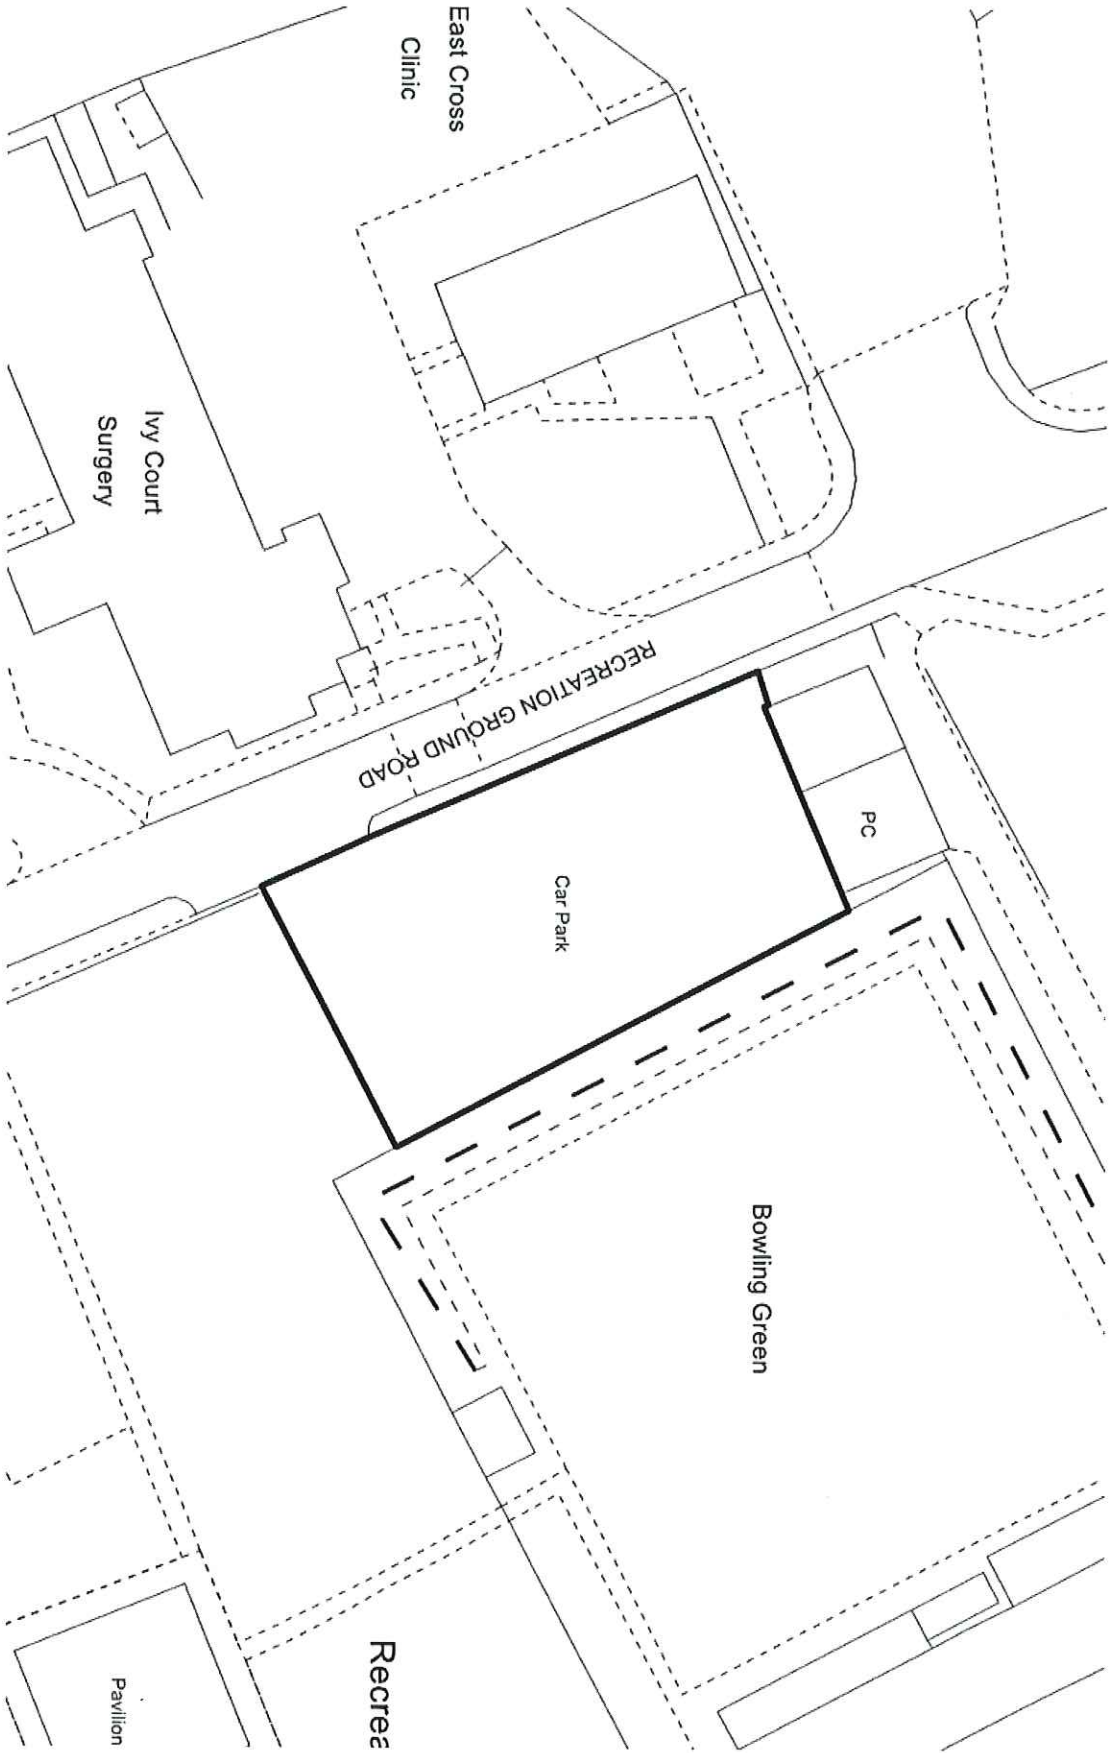 East Cross
Clinic
Ivy Court
Surgery
RECREATION GROUND ROAD
PC
Car Park
Bowling Green
Recrea
Pavilion